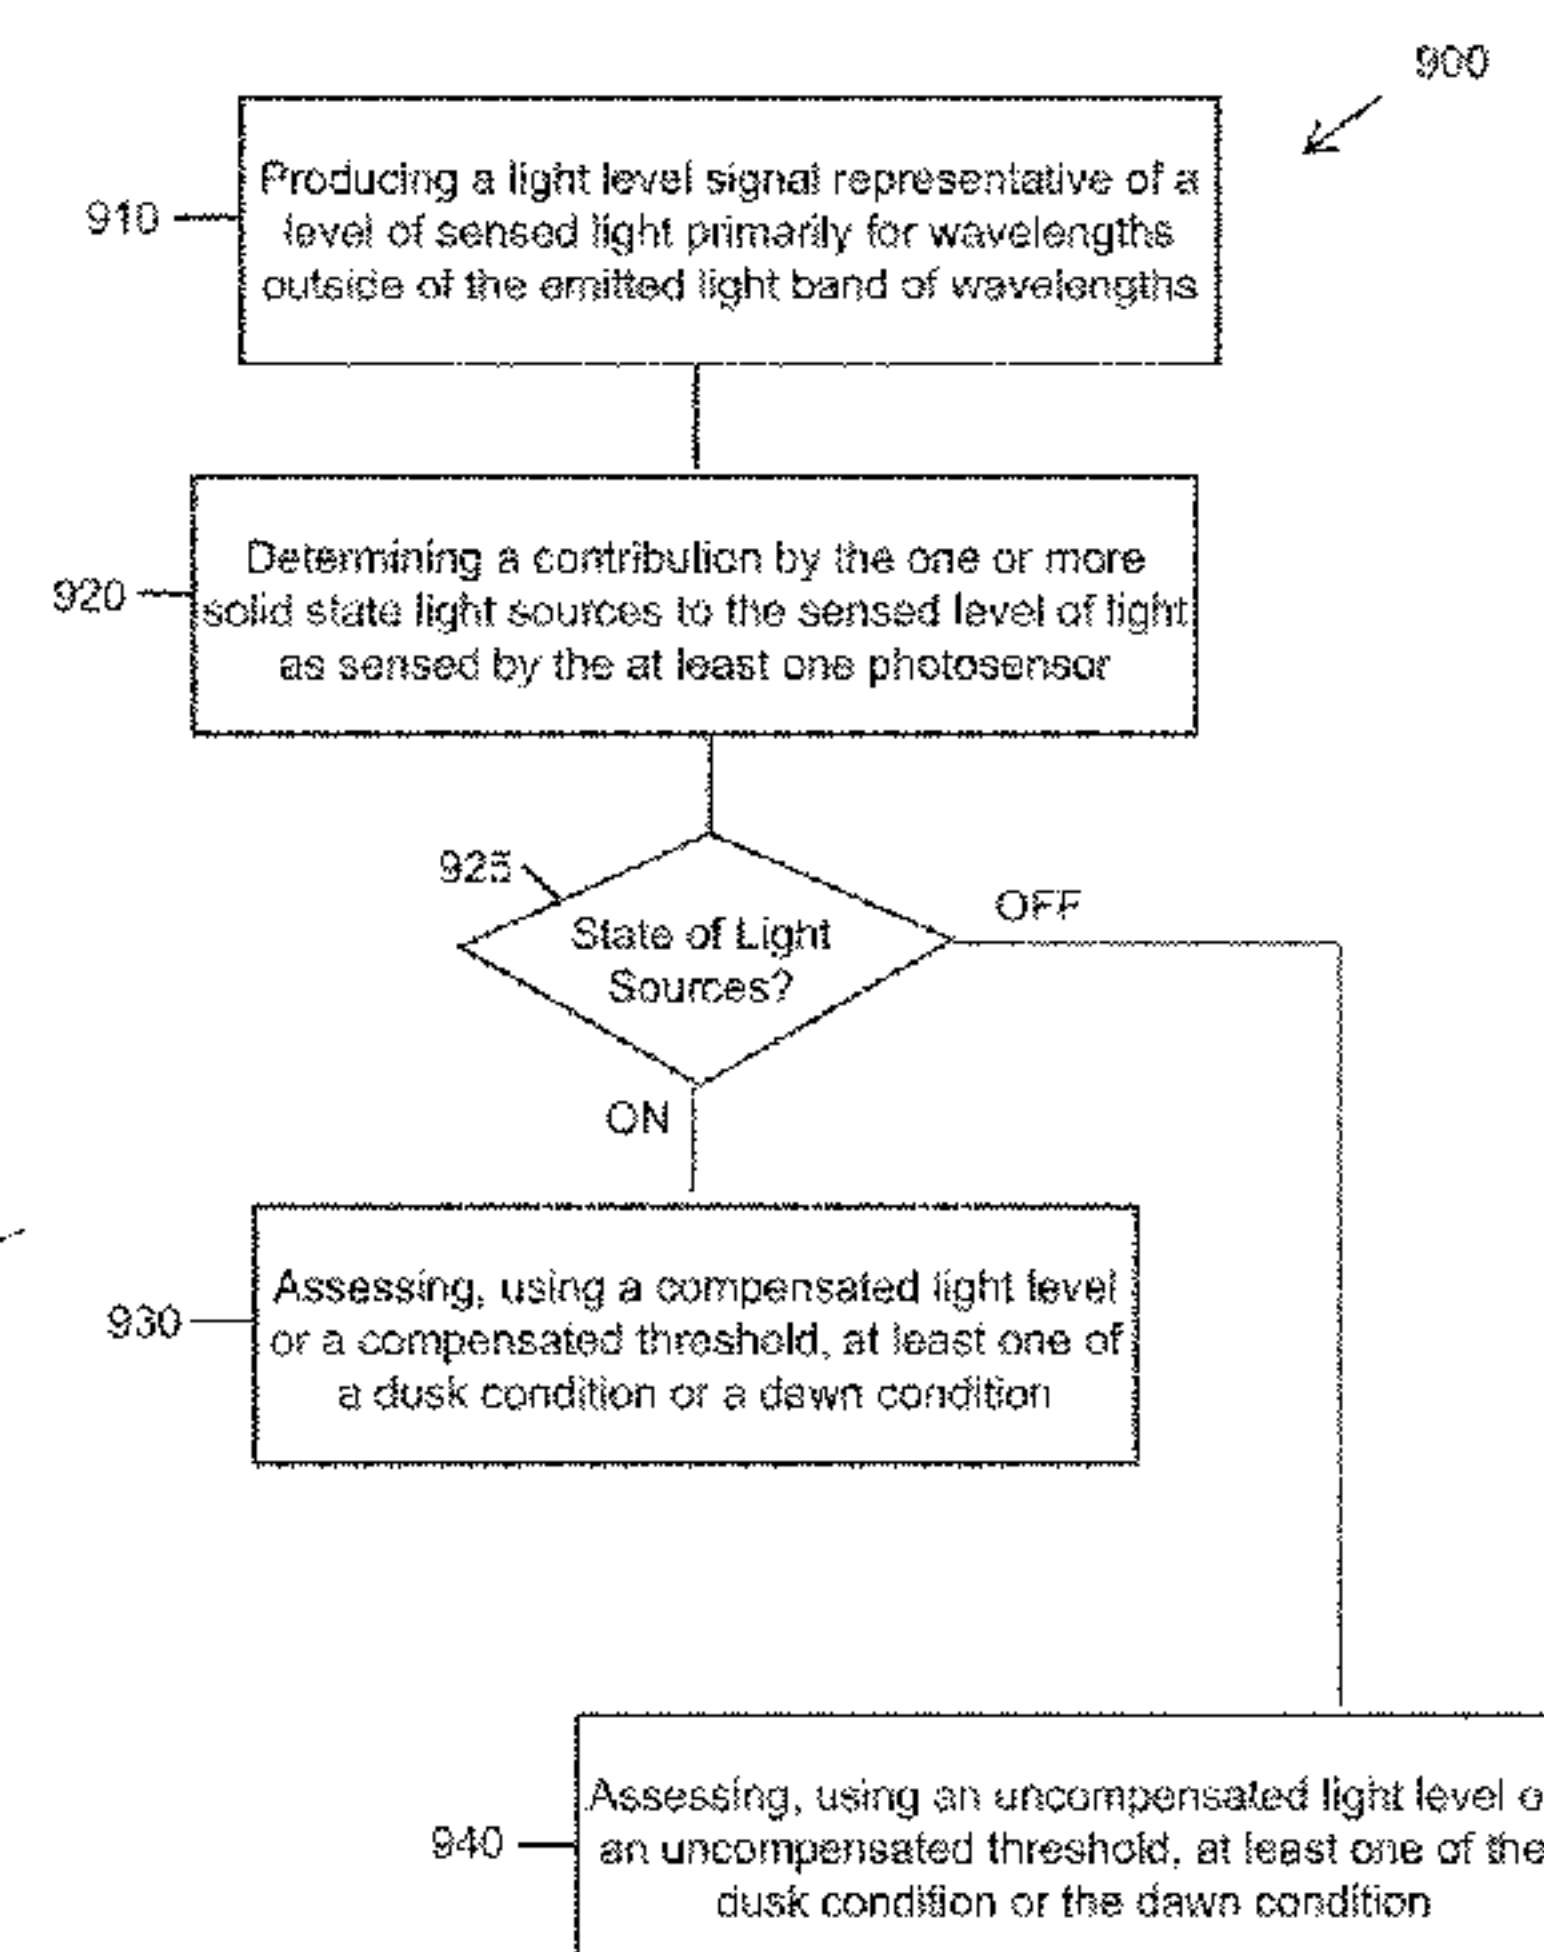 900
910
Producing a light level signal representative of a
level of sensed light primarily for wavelengths
outside of the emitted light band of wavelengths
920
Determining a contribution by the one or more
solid state light sources to the sensed level of light
as sensed by the at least one photosensor
925
State of Light
Sources?
OFF
ON
930
Assessing, using a compensated light level
or a compensated threshold, at least one of
a dusk condition or a dawn condition
940
Assessing, using an uncompensated light level
an uncompensated threshold, at least one of the
dusk condition or the dawn condition